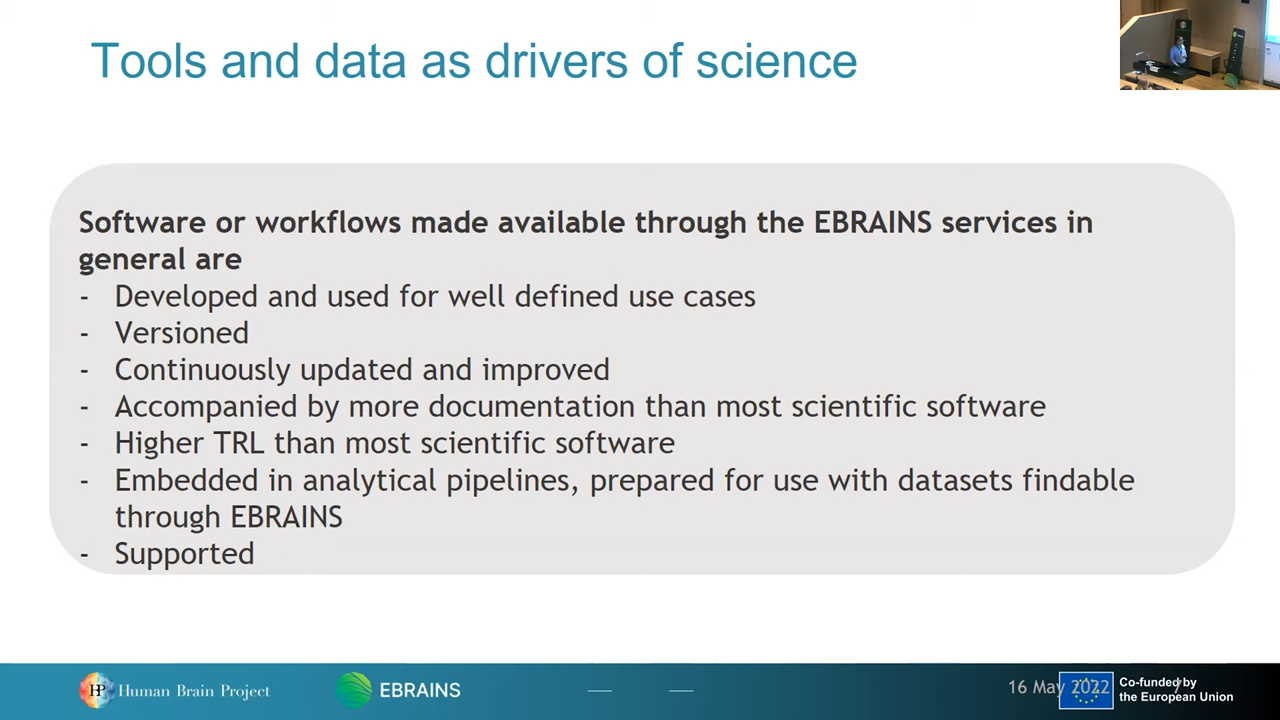 Tools and data as drivers of science
Software or workflows made available through the EBRAINS services in
general are
- Developed and used for well defined use cases
- Versioned
- Continuously updated and improved
- Accompanied by more documentation than most scientific software
- Higher TRL than most scientific software
- Embedded in analytical pipelines, prepared for use with datasets findable
through EBRAINS
- Supported
HP Human Brain Project
EBRAINS
16 May 2022
Co-funded by
the European Union